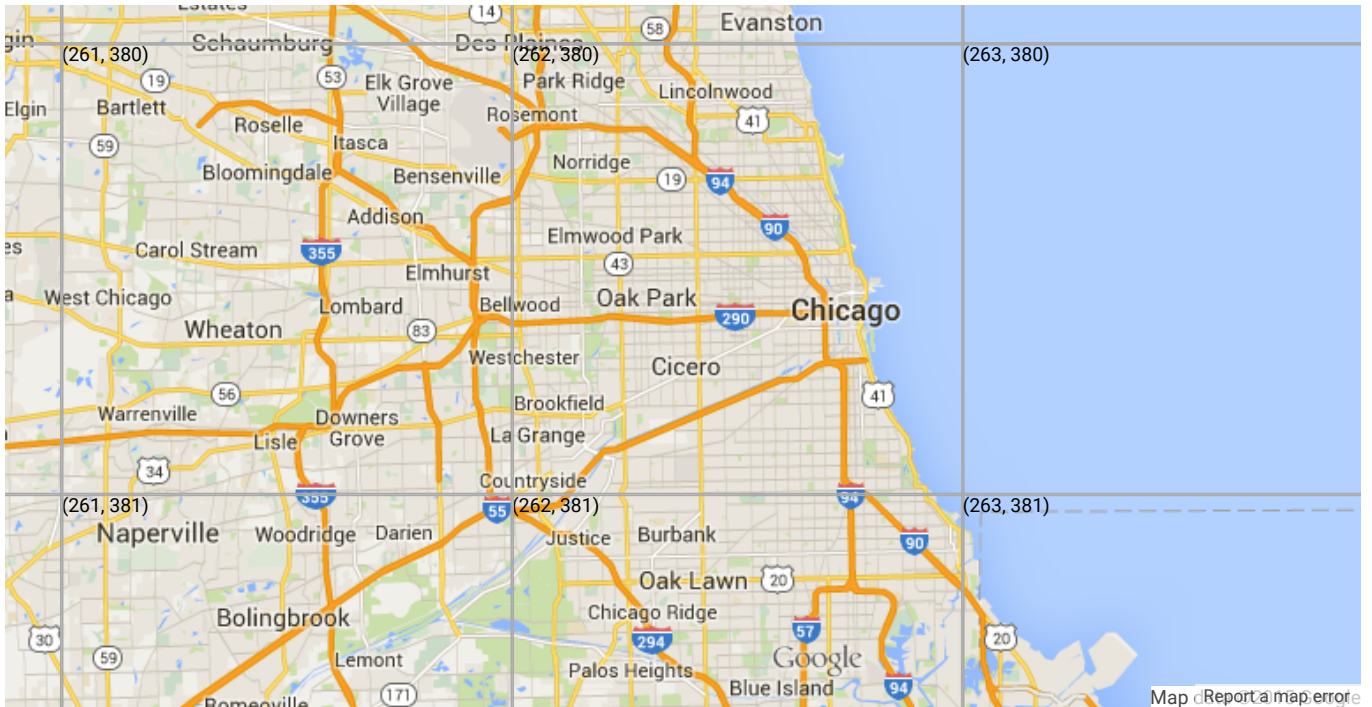 Estates
14
58
Evanston
gin
Schaumburg
Des Plaines
(261, 380)
(262, 380)
(263, 380)
19
53
Elk Grove
Village
Park Ridge
Lincolnwood
Elgin
Bartlett
Roselle
Rosemont
41
59
Itasca
Norridge
Bloomingdale
Bensenville
19
94
Addison
90
es
Carol Stream
355
Elmwood Park
43
Elmhurst
a
West Chicago
Lombard
Bellwood
Oak Park
Chicago
Wheaton
83
290
Westchester
Cicero
56
41
Warrenville
Downers
Grove
Brookfield
Lisle
La Grange
34
Countryside
355
94
(261, 381)
55
(262, 381)
(263, 381)
Naperville
Woodridge
Darien
Justice
Burbank
90
Oak Lawn
20
Bolingbrook
Chicago Ridge
30
59
294
57
20
Lemont
Palos Heights
Google
171
Blue Island
94
Romeoville
Map data ©2015 Google
Report a map error